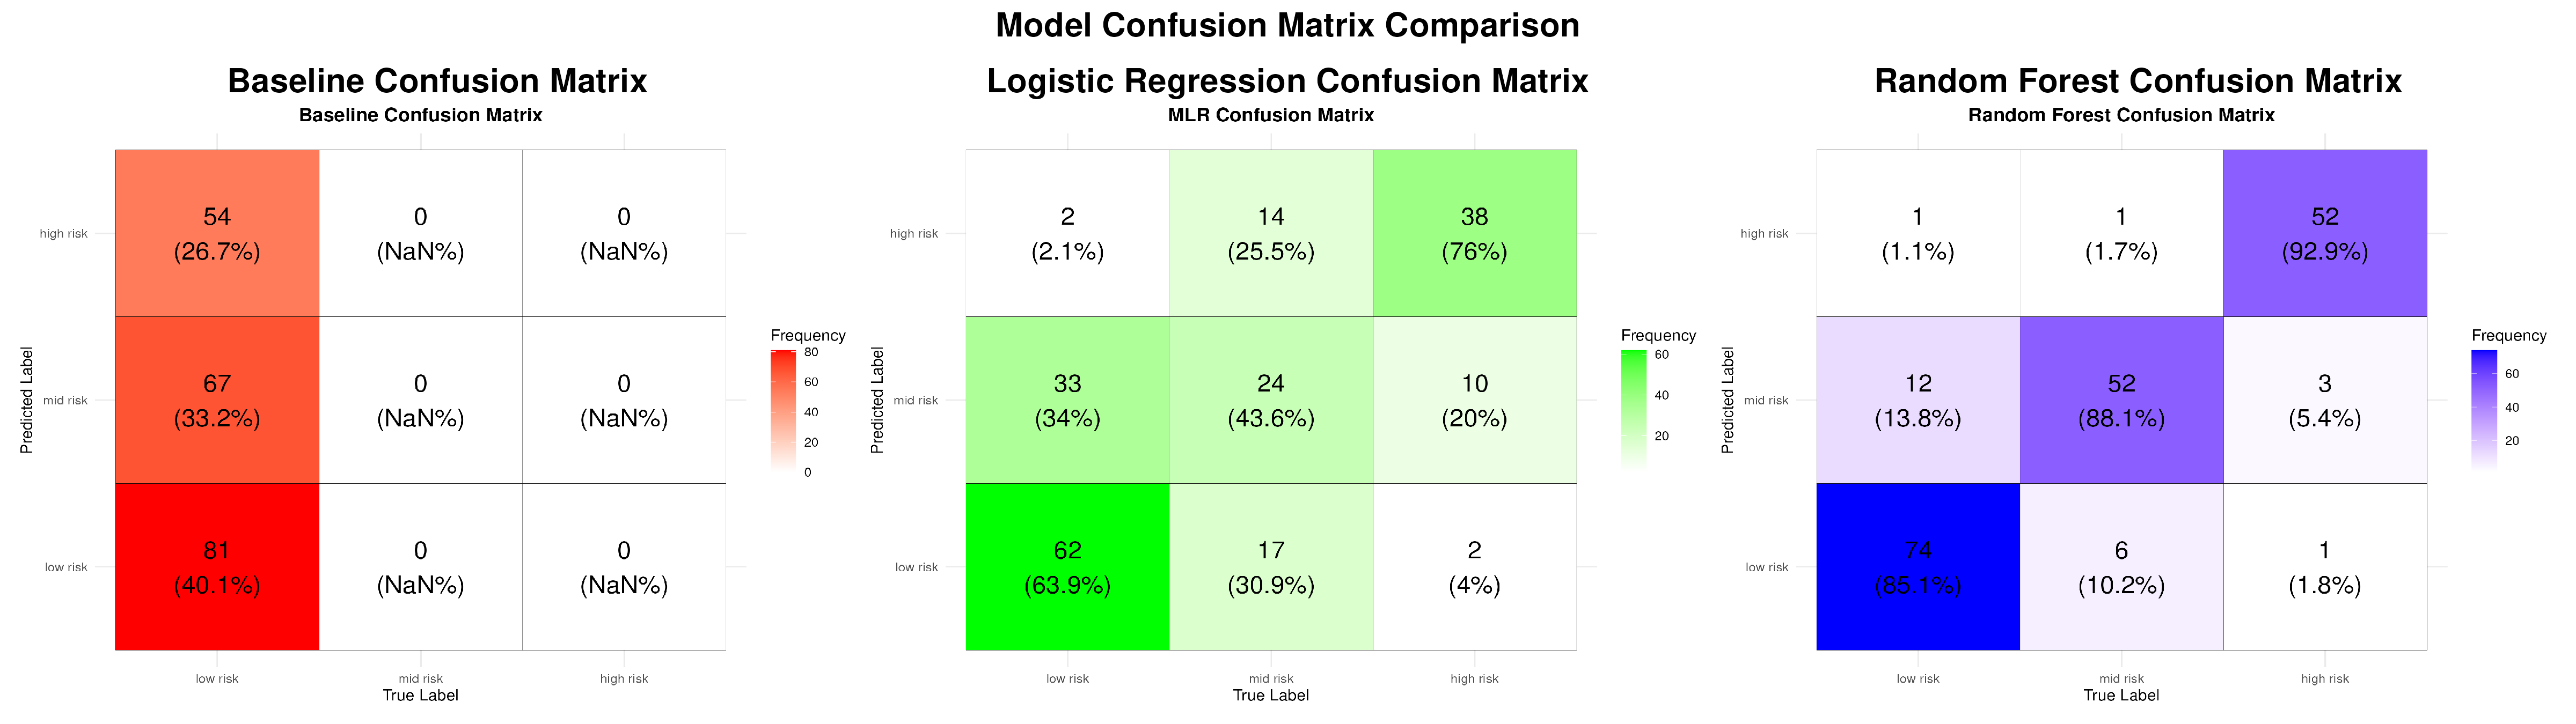 Model Confusion Matrix Comparison
Baseline Confusion Matrix
Baseline Confusion Matrix
high risk
mid risk
low risk
Predicted Label
54
(26.7%)
0
(NaN%)
0
(NaN%)
67
(33.2%)
0
(NaN%)
0
(NaN%)
81
(40.1%)
0
(NaN%)
0
(NaN%)
low risk
mid risk
high risk
True Label
Frequency
80
60
40
20
0
Logistic Regression Confusion Matrix
MLR Confusion Matrix
high risk
mid risk
low risk
Predicted Label
2
(2.1%)
14
(25.5%)
38
(76%)
33
(34%)
24
(43.6%)
10
(20%)
62
(63.9%)
17
(30.9%)
2
(4%)
low risk
mid risk
high risk
True Label
Frequency
60
40
20
Random Forest Confusion Matrix
Random Forest Confusion Matrix
high risk
mid risk
low risk
Predicted Label
1
(1.1%)
1
(1.7%)
52
(92.9%)
12
(13.8%)
52
(88.1%)
3
(5.4%)
74
(85.1%)
6
(10.2%)
1
(1.8%)
low risk
mid risk
high risk
True Label
Frequency
60
40
20